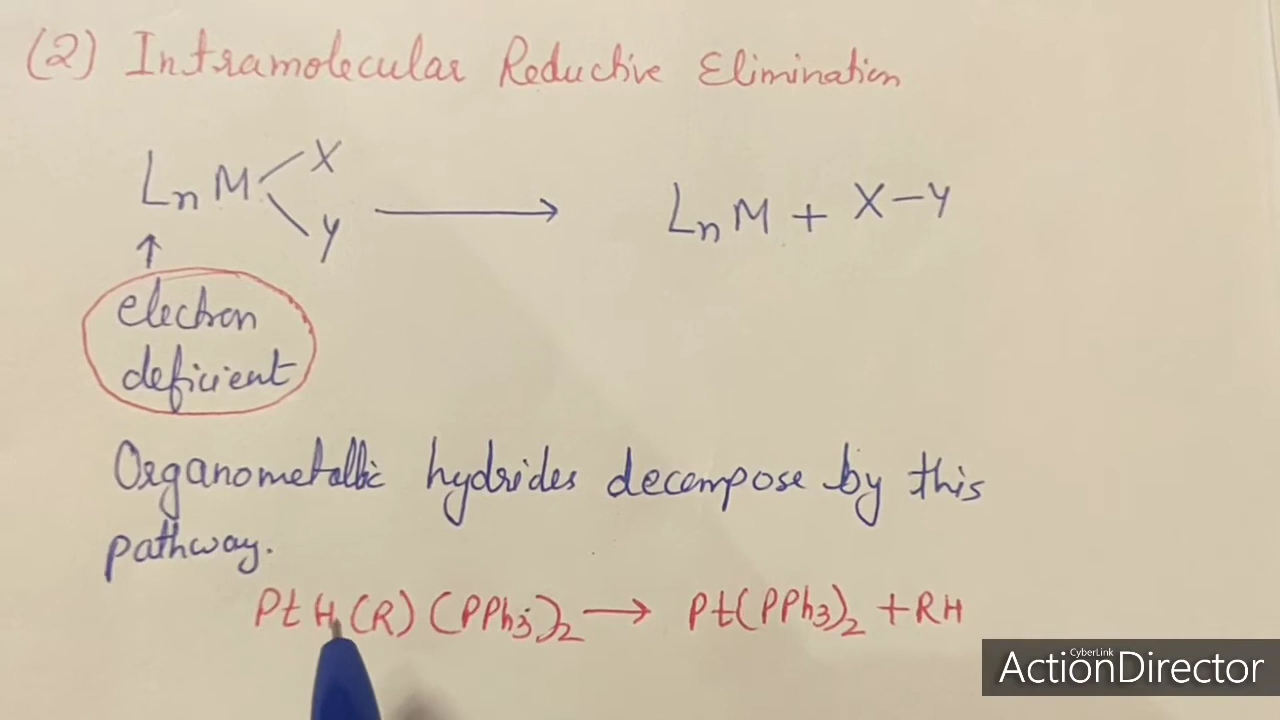 (2) Intramolecular Reductive Elimination
X
LnM
Y
LnM + X-Y
electron
deficient
Organometallic hydrides decompose by this
pathway.
PtH(R)(PPh3)2 → Pt(PPh3)2 + RH
CyberLink
ActionDirector